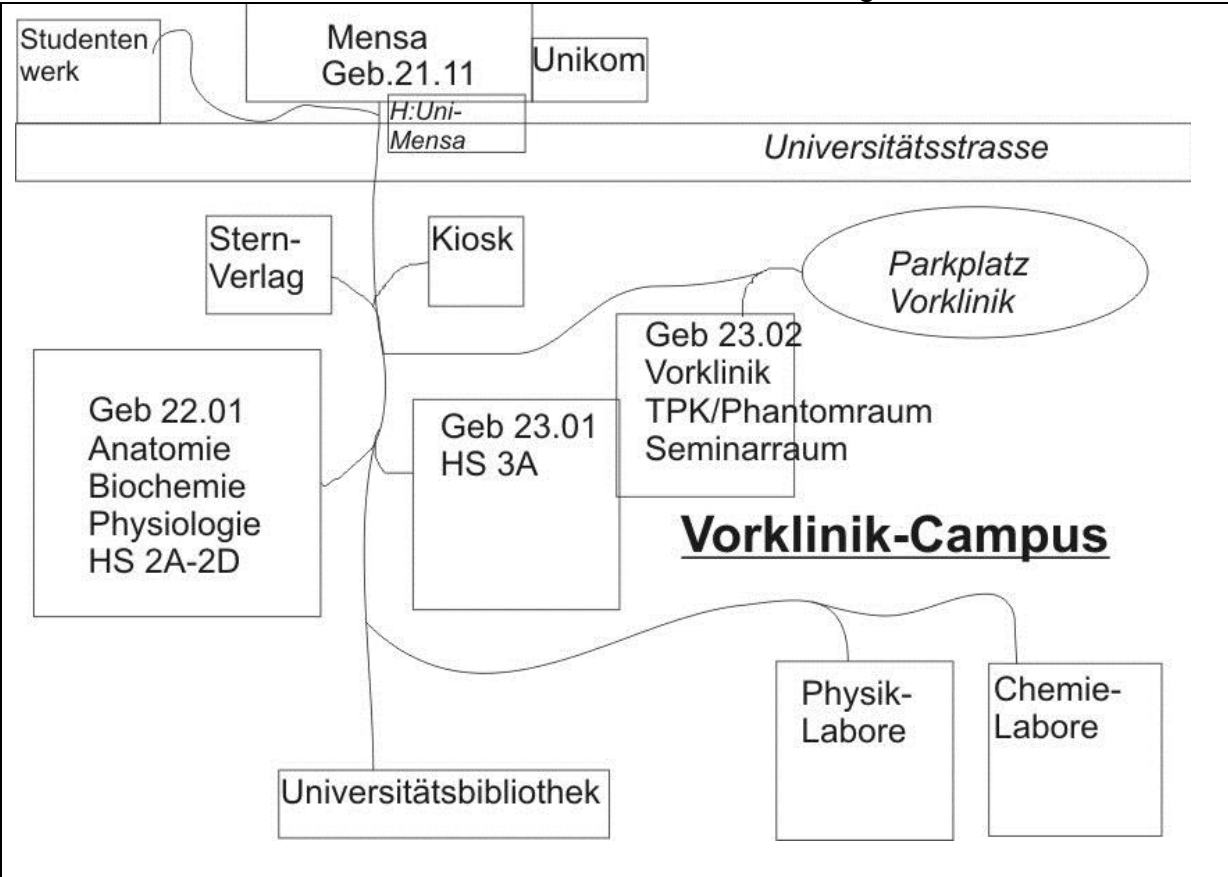 Studenten
werk
Mensa
Geb.21.11
Unikom
H:Uni-
Mensa
Universitätsstrasse
Stern-
Verlag
Kiosk
Parkplatz
Vorklinik
Geb 23.02
Vorklinik
TPK/Phantomraum
Seminarraum
Geb 22.01
Anatomie
Biochemie
Physiologie
HS 2A-2D
Geb 23.01
HS 3A
Vorklinik-Campus
Physik-
Labore
Chemie-
Labore
Universitätsbibliothek